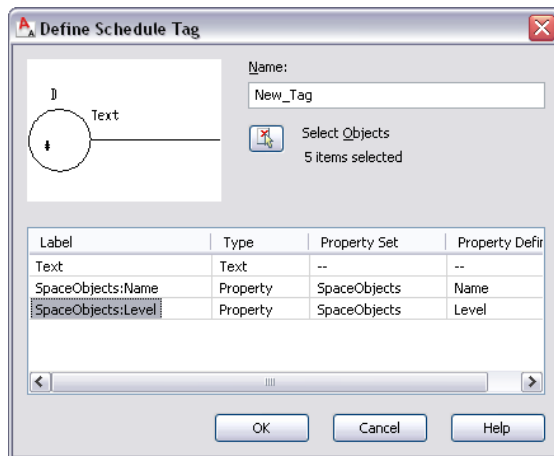 Define Schedule Tag
Name:
New_Tag
Select Objects
5 items selected
D
Text
#
Label Type Property Set Property Defin
Text Text -- --
SpaceObjects:Name Property SpaceObjects Name
SpaceObjects:Level Property SpaceObjects Level
OK Cancel Help